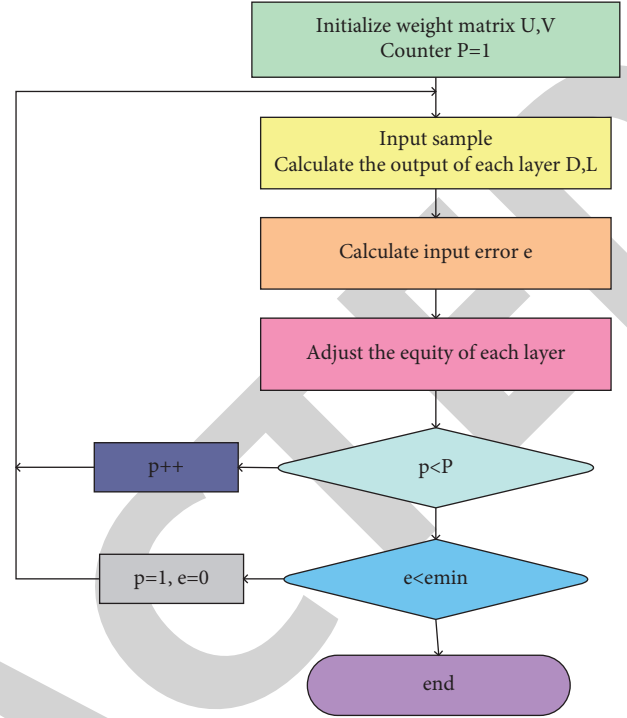 Initialize weight matrix U,V
Counter P=1
Input sample
Calculate the output of each layer D,L
Calculate input error e
Adjust the equity of each layer
p++
p<P
p=1, e=0
e<emin
end